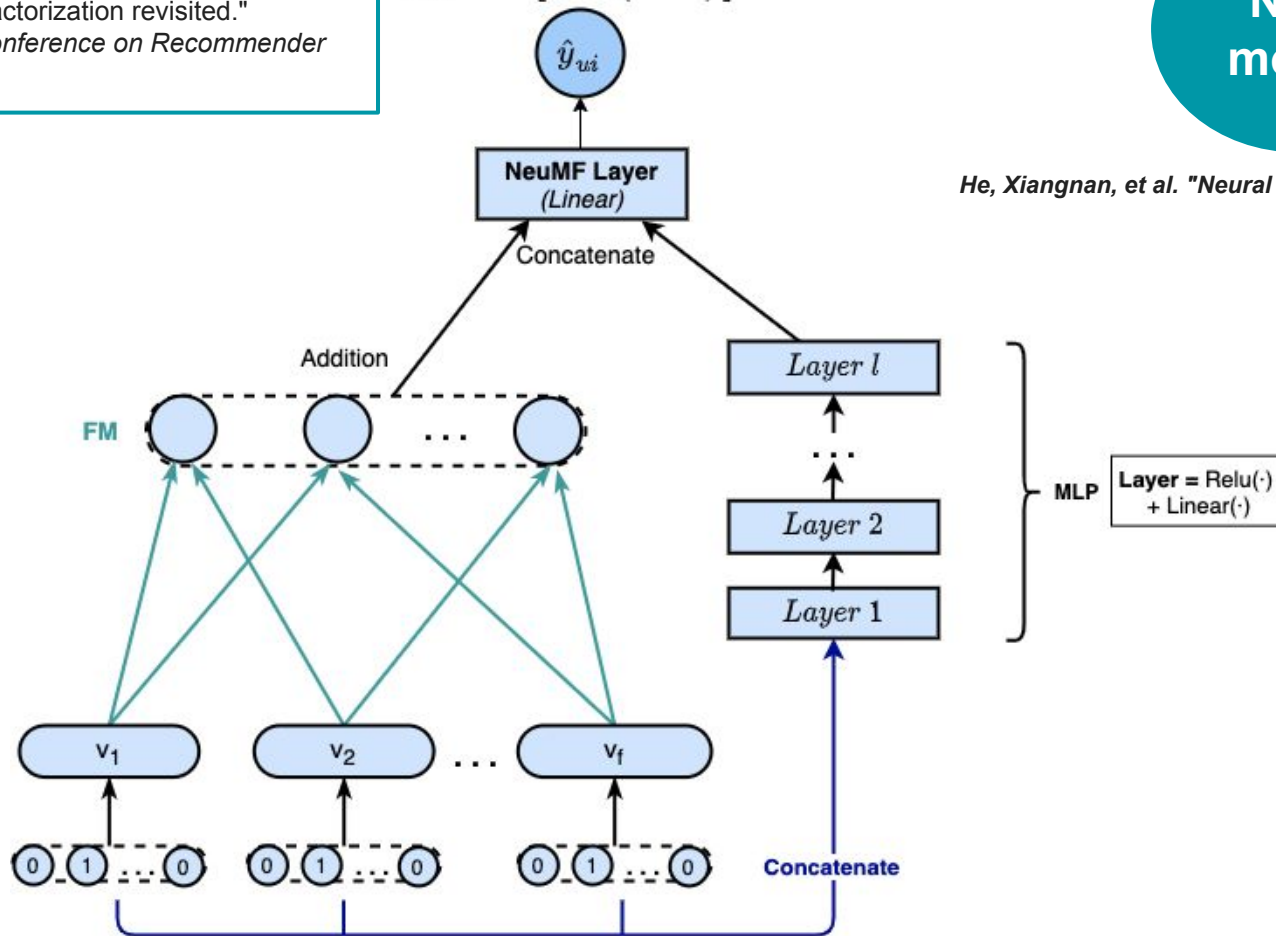 actorization revisited."
onference on Recommender
ŷ_ui
NeuMF Layer
(Linear)
He, Xiangnan, et al. "Neural
Concatenate
Addition
Layer l
FM
. . .
. . .
Layer 2
MLP
Layer = Relu(·)
+ Linear(·)
Layer 1
v1
v2
. . .
vf
0 1 ... 0
0 1 ... 0
0 1 ... 0
Concatenate